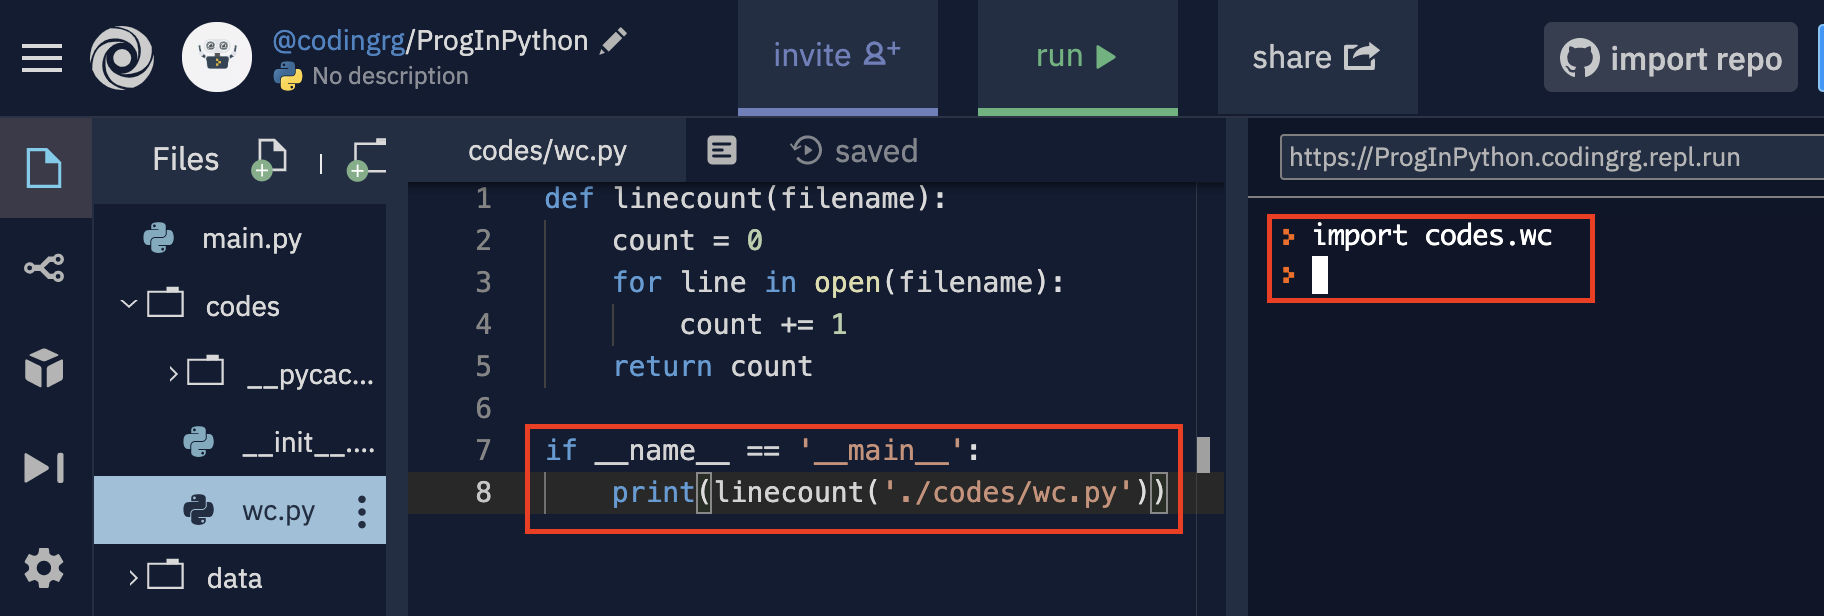 @codingrg/ProgInPython
No description
invite
run
share
import repo
Files
main.py
codes
__pycac...
__init__....
wc.py
data
codes/wc.py
saved
1 def linecount(filename):
2 count = 0
3 for line in open(filename):
4 count += 1
5 return count
6
7 if __name__ == '__main__':
8 print(linecount('./codes/wc.py'))
https://ProgInPython.codingrg.repl.run
> import codes.wc
>